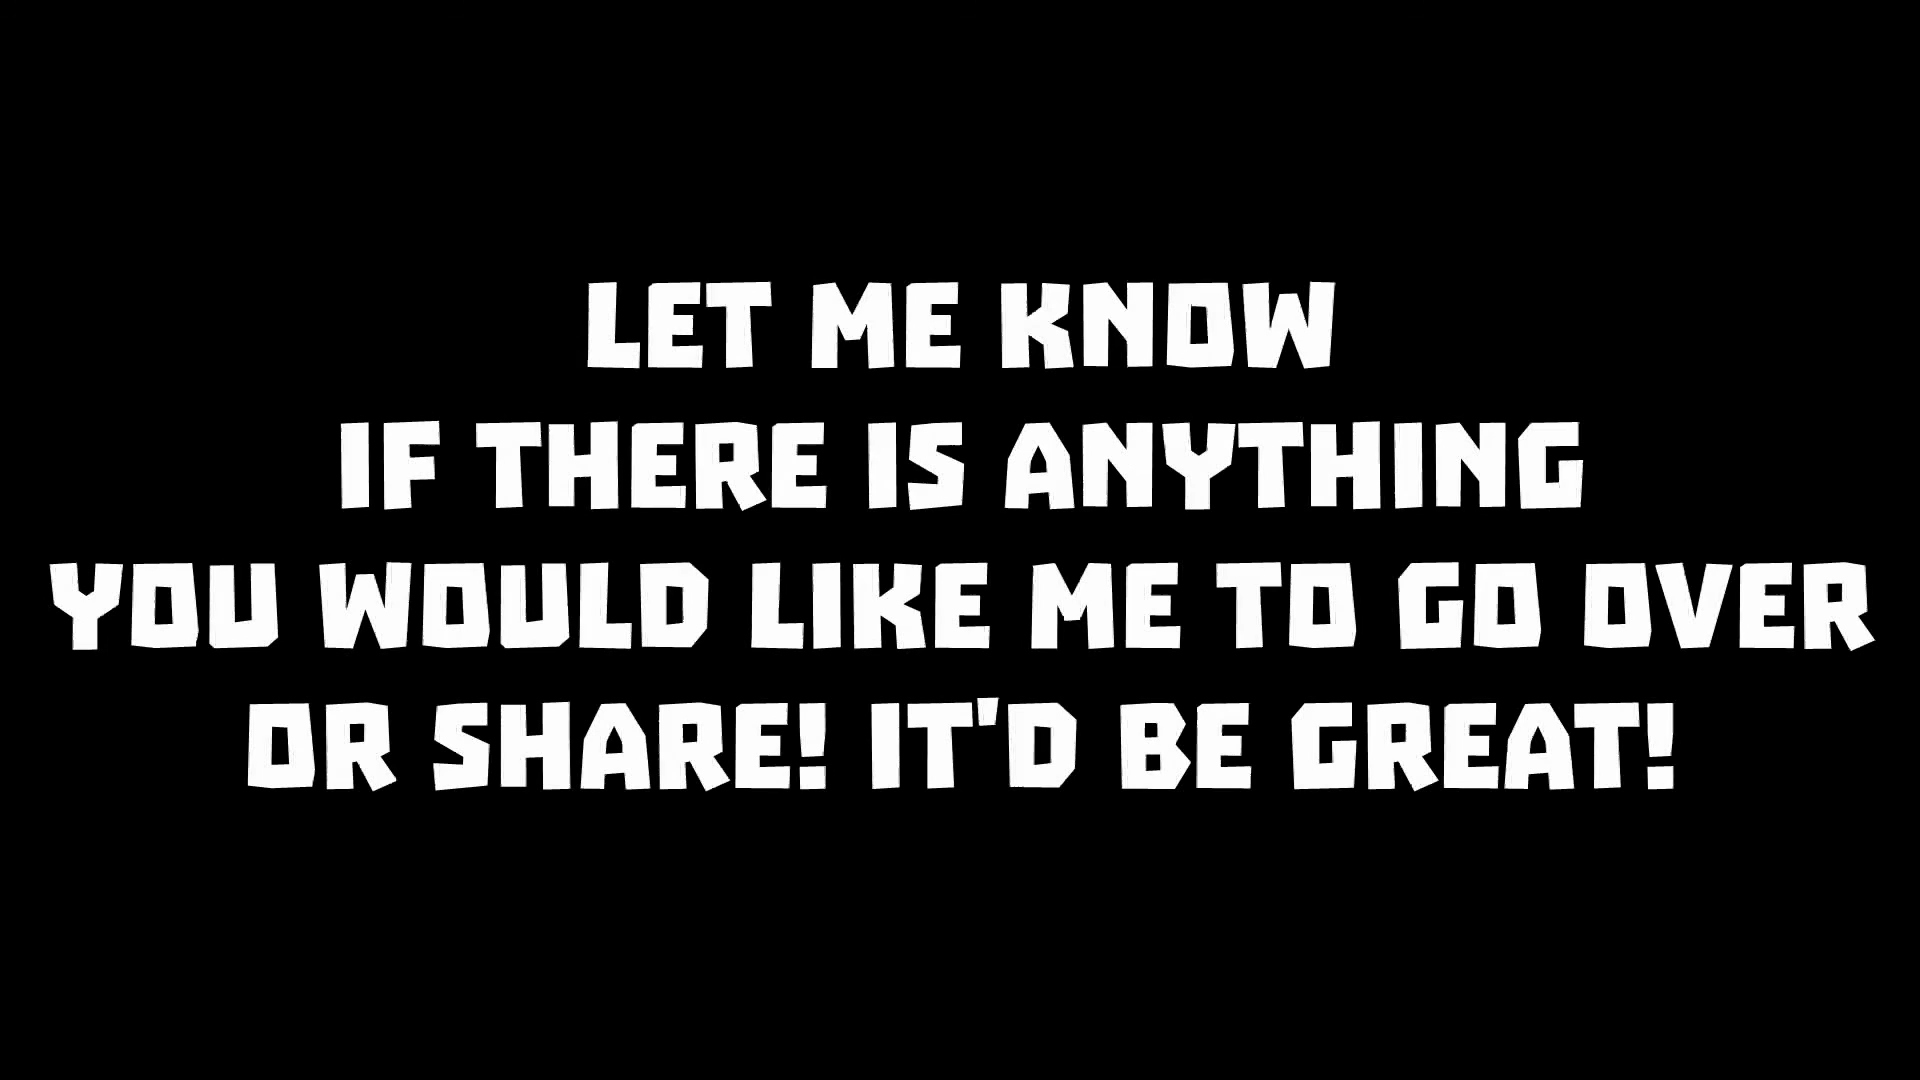 LET ME KNOW
IF THERE IS ANYTHING
YOU WOULD LIKE ME TO GO OVER
OR SHARE! IT'D BE GREAT!